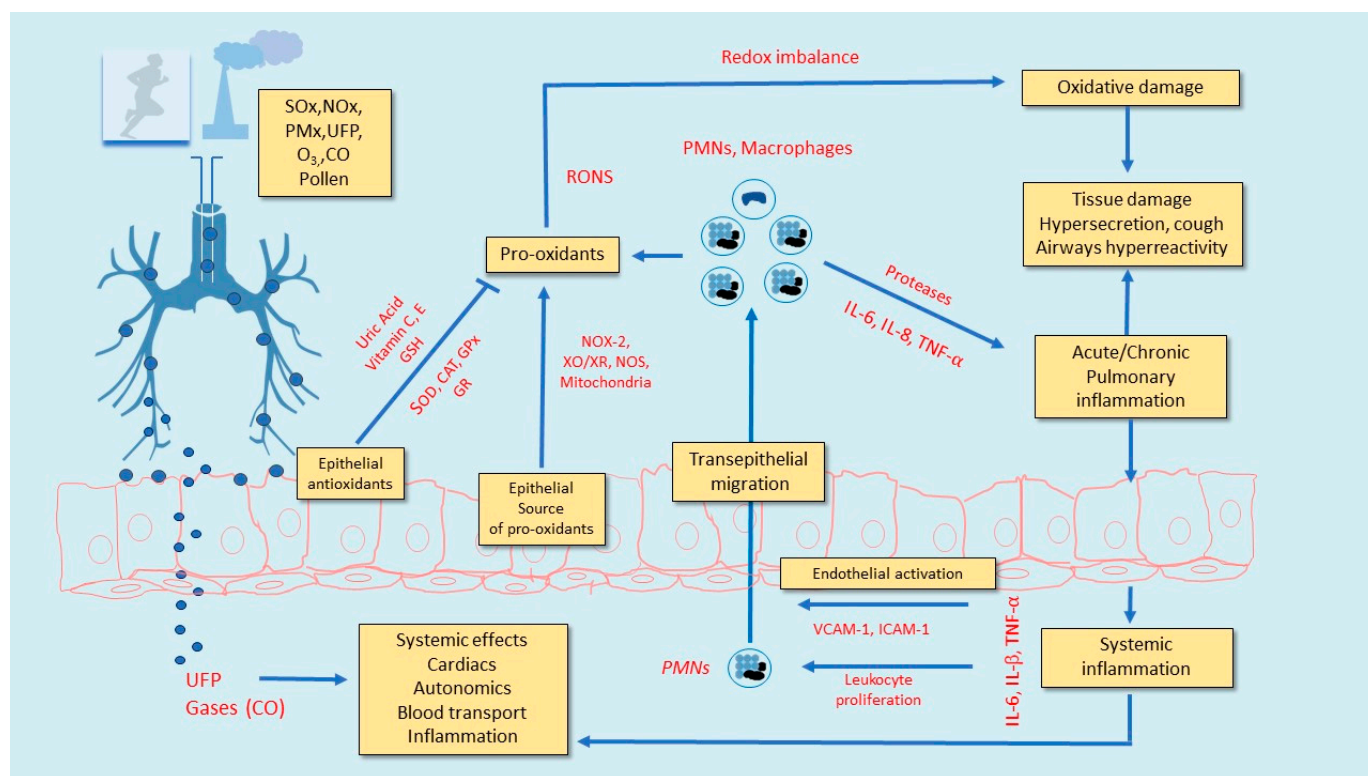 SOx,NOx,
PMx,UFP,
O3,,CO
Pollen
Redox imbalance
Oxidative damage
PMNs, Macrophages
RONS
Tissue damage
Hypersecretion, cough
Airways hyperreactivity
Pro-oxidants
Proteases
IL-6, IL-8, TNF-α
Uric Acid
Vitamin C, E
GSH
SOD, CAT, GPx
GR
NOX-2,
XO/XR, NOS,
Mitochondria
Acute/Chronic
Pulmonary
inflammation
Epithelial
antioxidants
Epithelial
Source
of pro-oxidants
Transepithelial
migration
Endothelial activation
VCAM-1, ICAM-1
IL-6, IL-β, TNF-α
Systemic
inflammation
PMNs
Leukocyte
proliferation
UFP
Gases (CO)
Systemic effects
Cardiacs
Autonomics
Blood transport
Inflammation